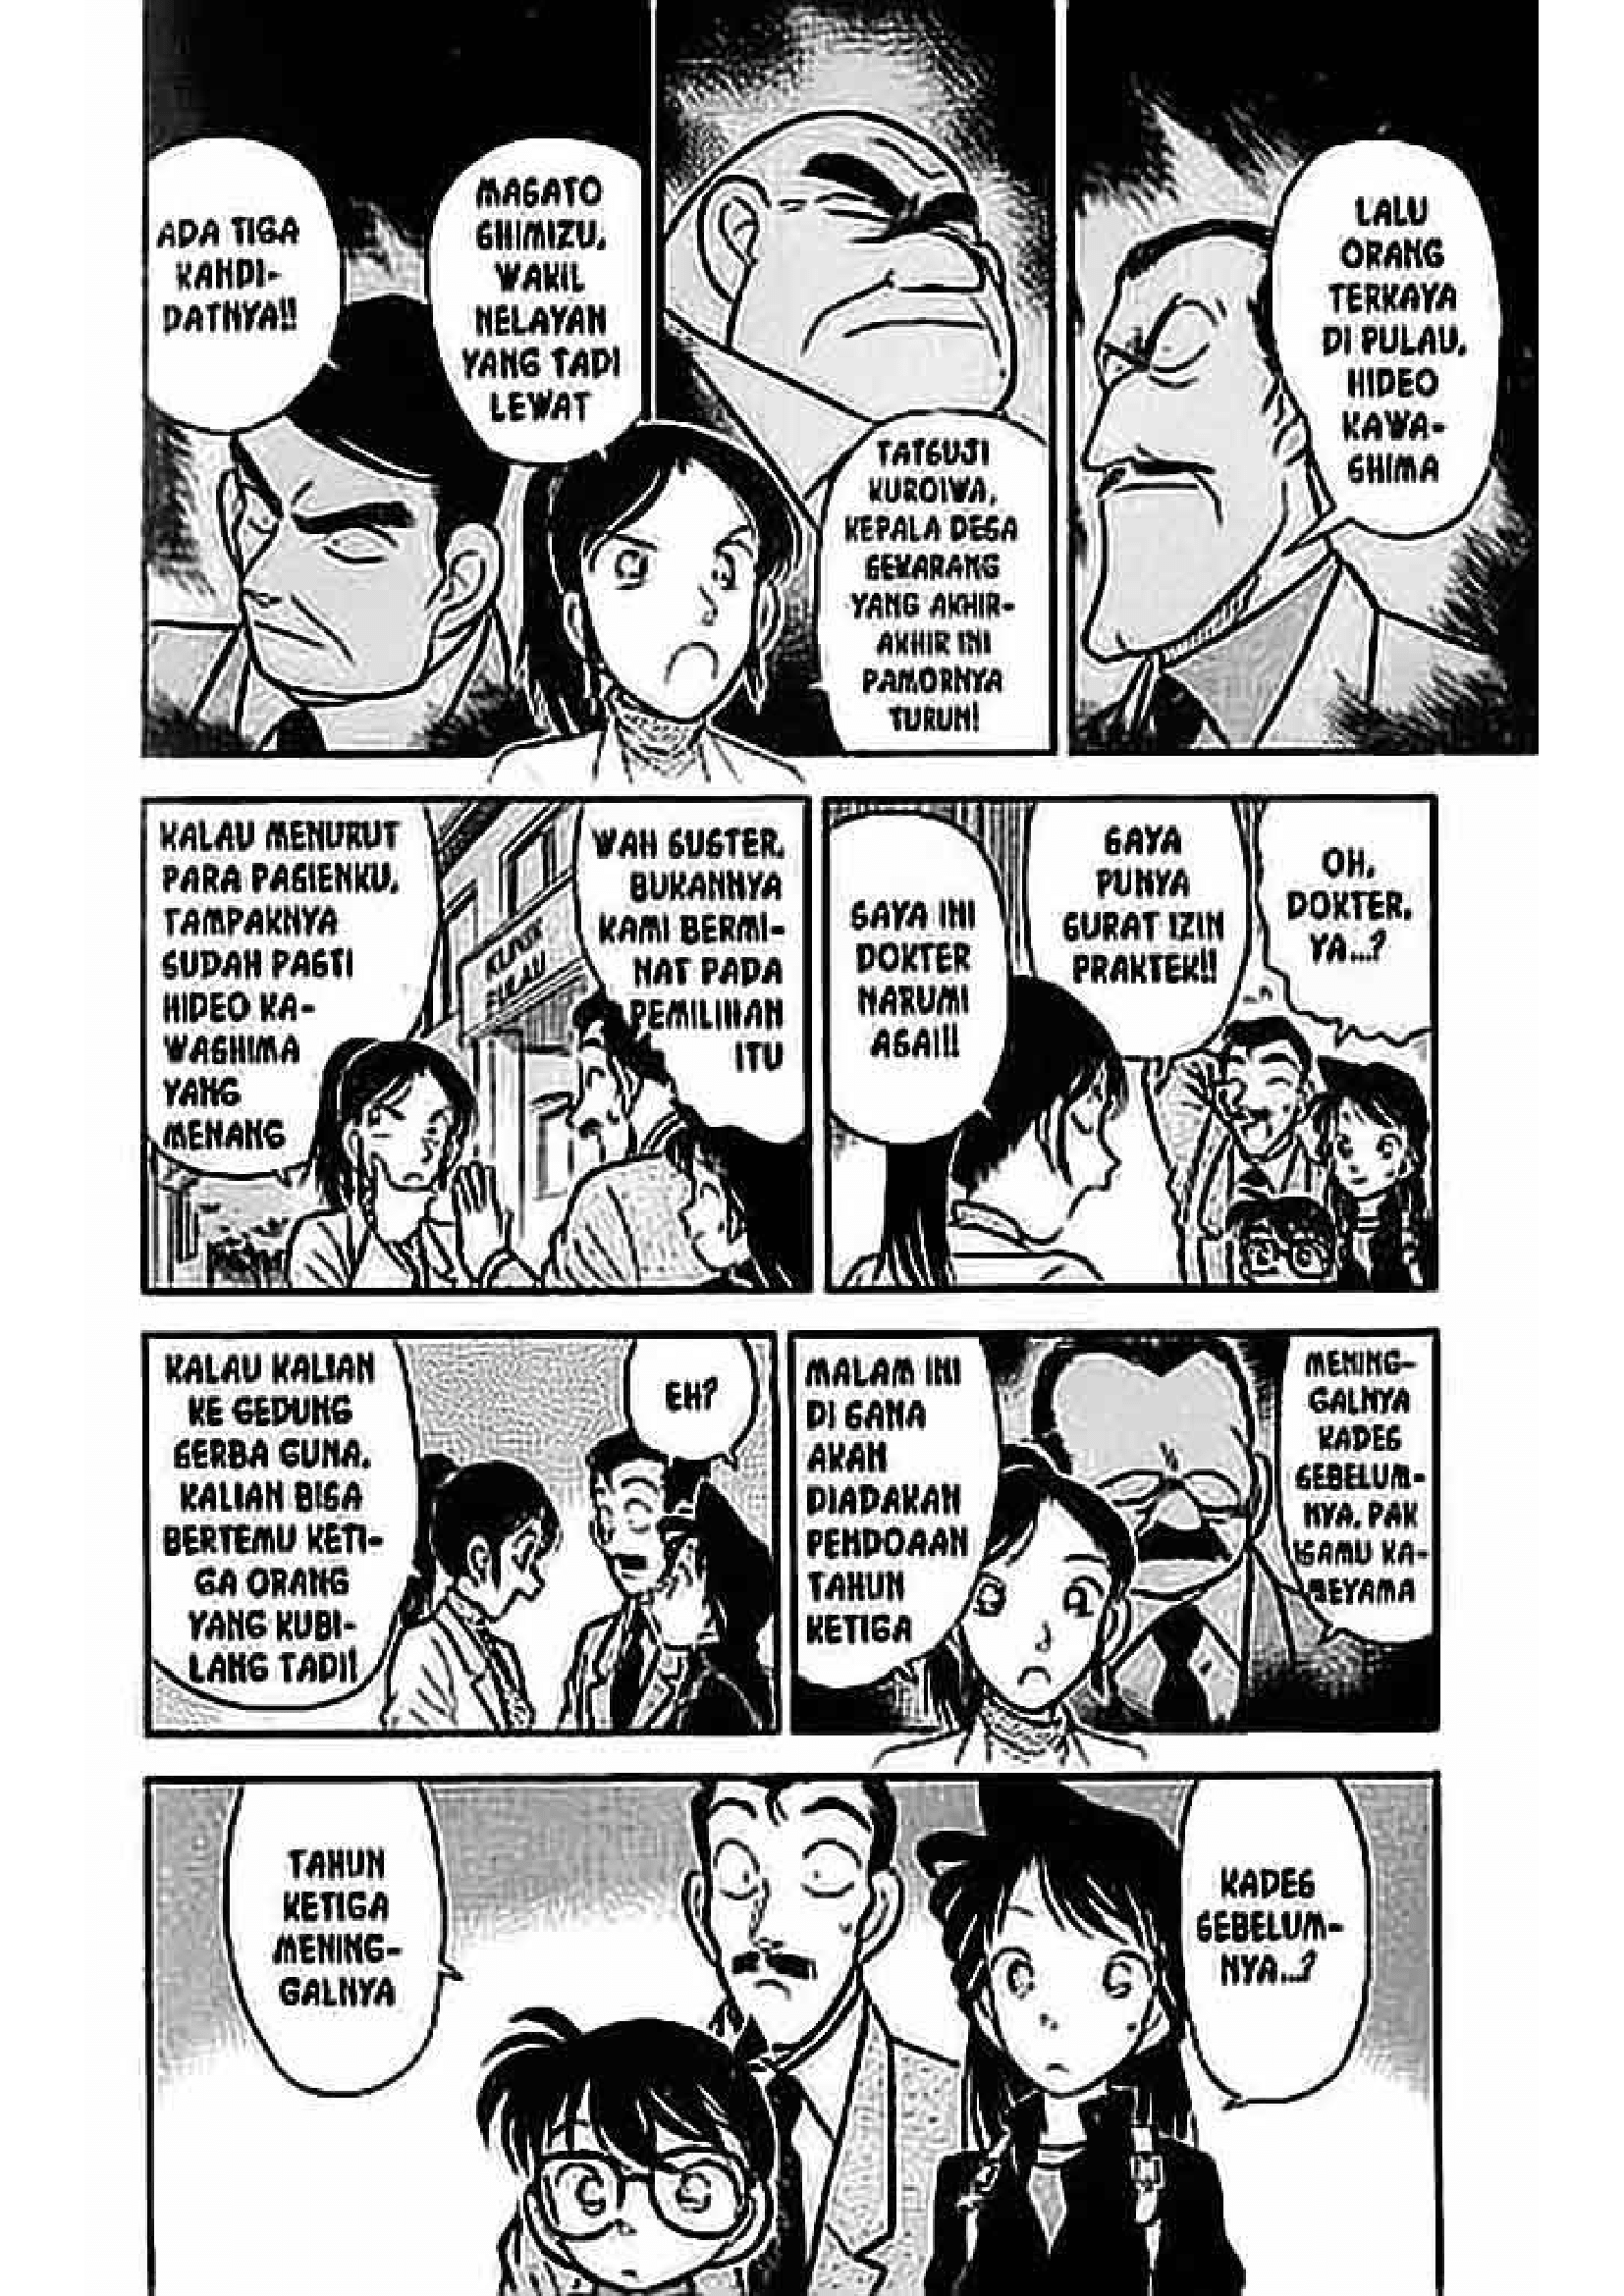 ADA TIGA
KANDI-
DATNYA!!
MASATO
SHIMIZU,
WAKIL
NELAYAN
YANG TADI
LEWAT
TATSUJI
KUROIWA,
KEPALA DESA
SEKARANG
YANG AKHIR-
AKHIR INI
PAMORNYA
TURUN!
LALU
ORANG
TERKAYA
DI PULAU,
HIDEO
KAWA-
SHIMA
KALAU MENURUT
PARA PASIENKU,
TAMPAKNYA
SUDAH PASTI
HIDEO KA-
WASHIMA
YANG
MENANG
KLINIK
PULAU
WAH SUSTER,
BUKANNYA
KAMI BERMI-
NAT PADA
PEMILIHAN
ITU
SAYA INI
DOKTER
NARUMI
ASAI!!
SAYA
PUNYA
SURAT IZIN
PRAKTEK!!
OH,
DOKTER,
YA...?
KALAU KALIAN
KE GEDUNG
SERBA GUNA,
KALIAN BISA
BERTEMU KETI-
GA ORANG
YANG KUBI-
LANG TADI!
EH?
MALAM INI
DI SANA
AKAN
DIADAKAN
PENDOAAN
TAHUN
KETIGA
MENING-
GALNYA
KADES
SEBELUM-
NYA, PAK
ISAMU KA-
BEYAMA
TAHUN
KETIGA
MENING-
GALNYA
KADES
SEBELUM-
NYA...?